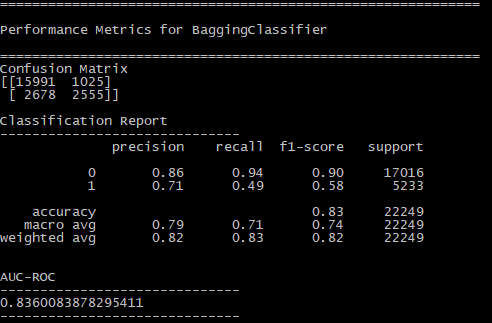 ============================================================
Performance Metrics for BaggingClassifier
============================================================
Confusion Matrix
[[15991  1025]
 [ 2678  2555]]
Classification Report
------------------------------
              precision    recall  f1-score   support
           0       0.86      0.94      0.90     17016
           1       0.71      0.49      0.58      5233
    accuracy                           0.83     22249
   macro avg       0.79      0.71      0.74     22249
weighted avg       0.82      0.83      0.82     22249
AUC-ROC
------------------------------
0.8360083878295411
------------------------------